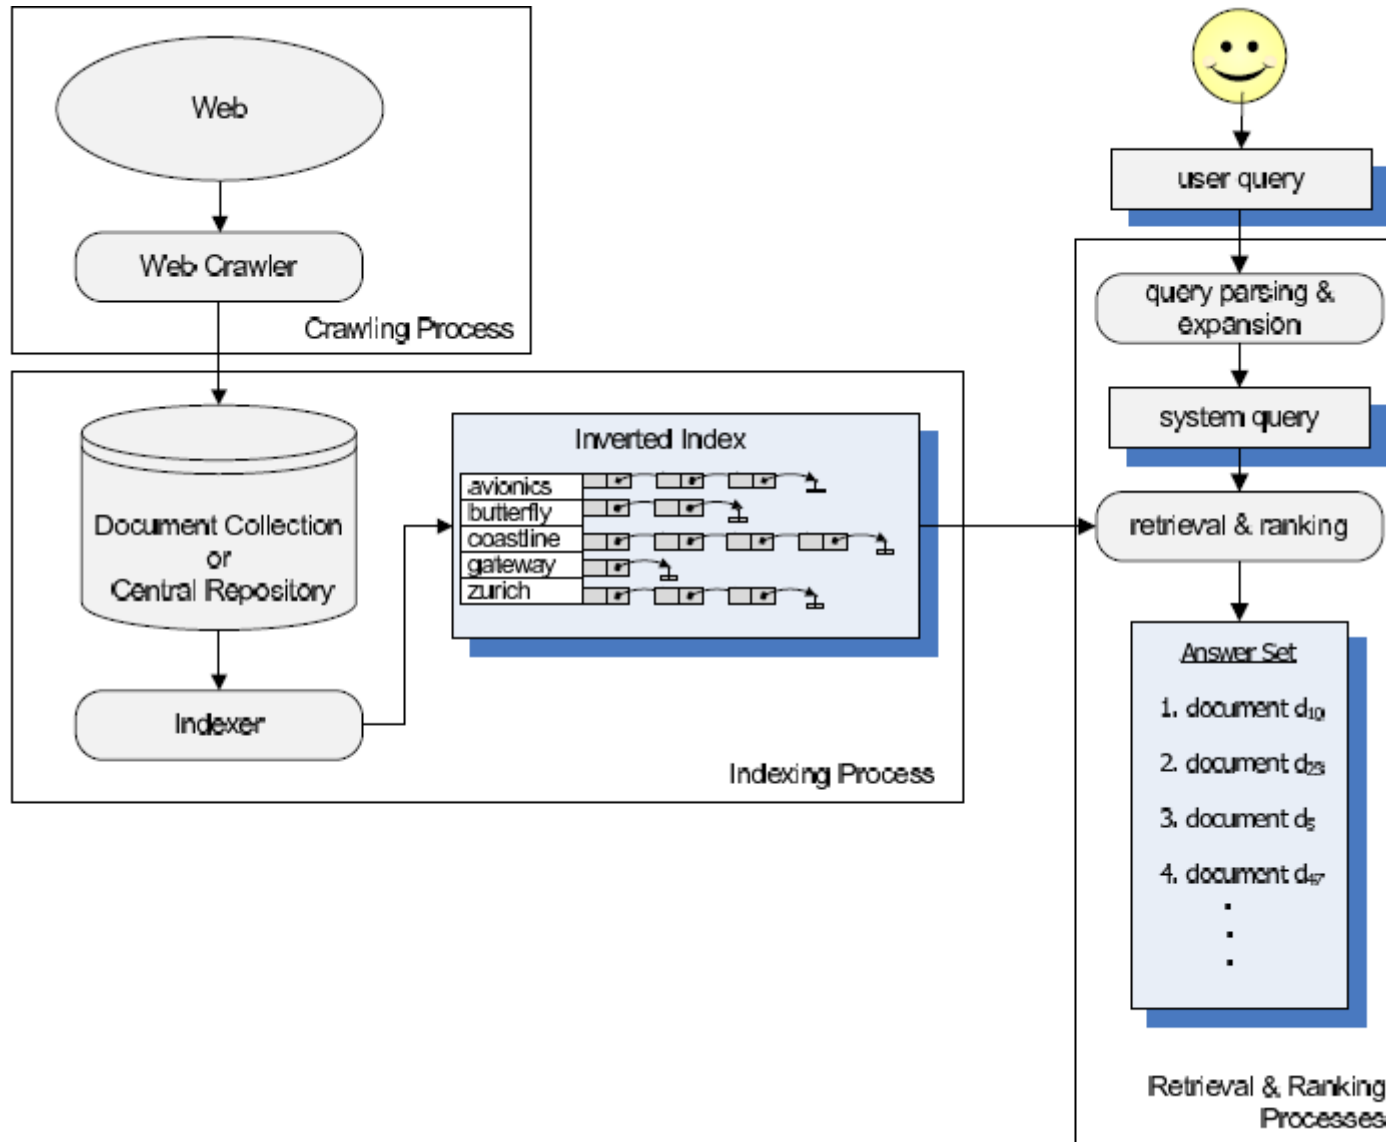 Web
Web Crawler
Crawling Process
Document Collection
or
Central Repository
Indexer
Inverted Index
avionics
butterfly
coastline
gateway
zurich
Indexing Process
user query
query parsing &
expansion
system query
retrieval & ranking
Answer Set
1. document d10
2. document d23
3. document d5
4. document d47
Retrieval & Ranking
Processes